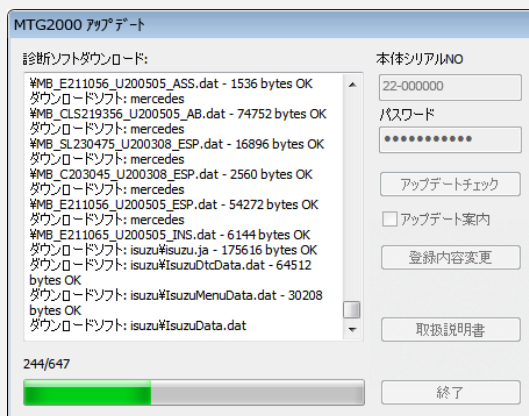 MTG2000 ｱｯﾌﾟﾃﾞｰﾄ
診断ソフトダウンロード:
¥MB_E211056_U200505_ASS.dat - 1536 bytes OK
ダウンロードソフト: mercedes
¥MB_CLS219356_U200505_AB.dat - 74752 bytes OK
ダウンロードソフト: mercedes
¥MB_SL230475_U200308_ESP.dat - 16896 bytes OK
ダウンロードソフト: mercedes
¥MB_C203045_U200308_ESP.dat - 2560 bytes OK
ダウンロードソフト: mercedes
¥MB_E211056_U200505_ESP.dat - 54272 bytes OK
ダウンロードソフト: mercedes
¥MB_E211065_U200505_INS.dat - 6144 bytes OK
ダウンロードソフト: isuzu¥isuzu.ja - 175616 bytes OK
ダウンロードソフト: isuzu¥IsuzuDtcData.dat - 64512
bytes OK
ダウンロードソフト: isuzu¥IsuzuMenuData.dat - 30208
bytes OK
ダウンロードソフト: isuzu¥IsuzuData.dat
244/647
本体シリアルNO
22-000000
パスワード
●●●●●●●●●●●
アップデートチェック
アップデート案内
登録内容変更
取扱説明書
終了